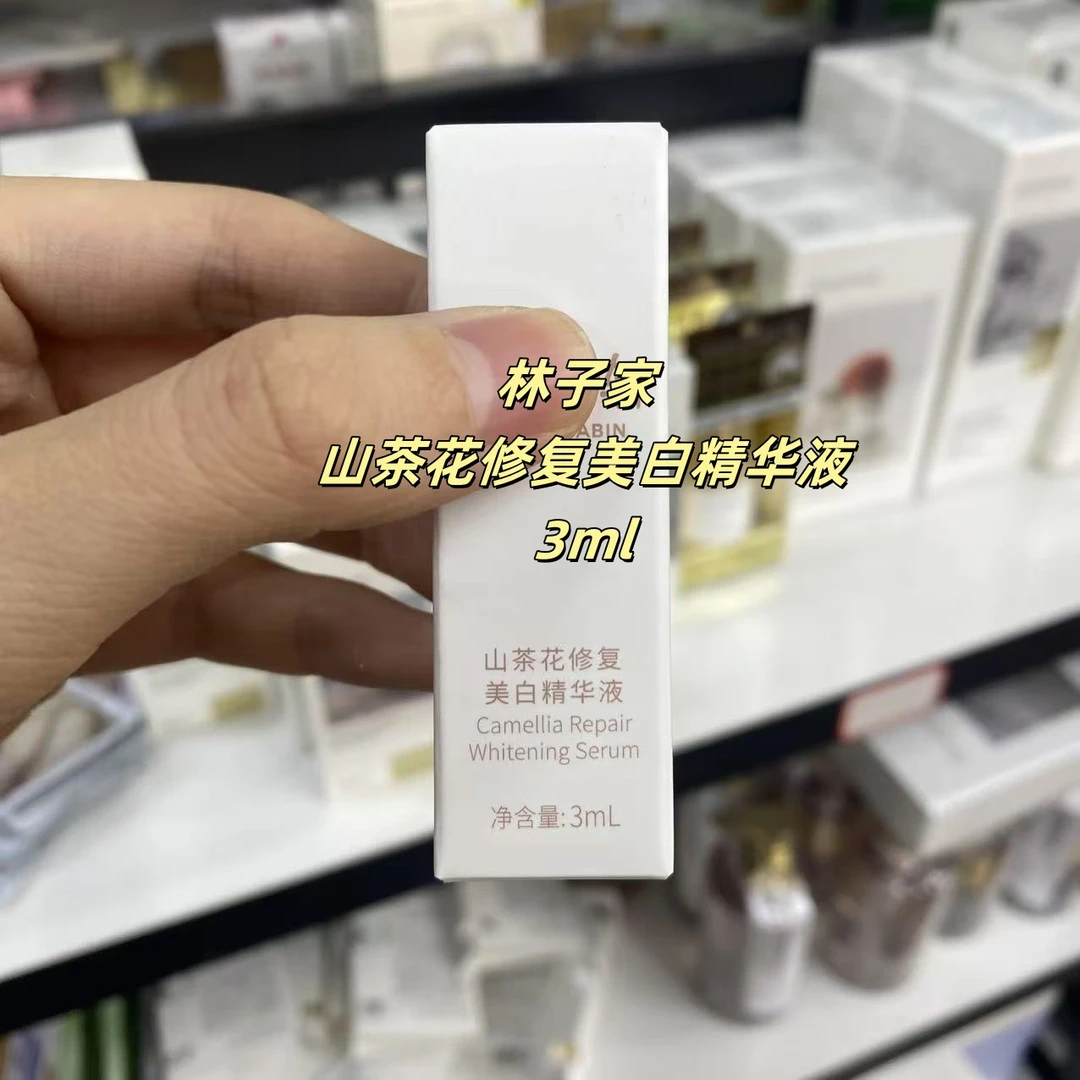 林子家
ABIN
山茶花修复美白精华液
3ml
山茶花修复
美白精华液
Camellia Repair
Whitening Serum
净含量:3mL